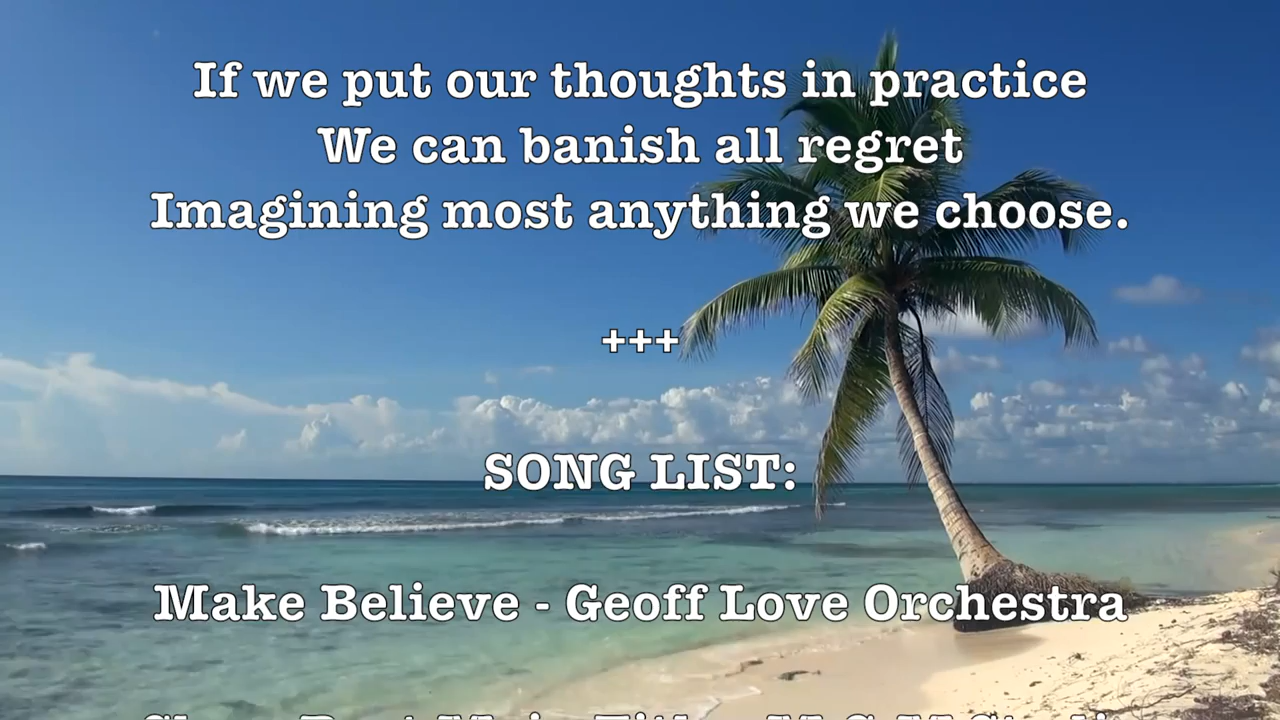 If we put our thoughts in practice
We can banish all regret
Imagining most anything we choose.
+++
SONG LIST:
Make Believe - Geoff Love Orchestra